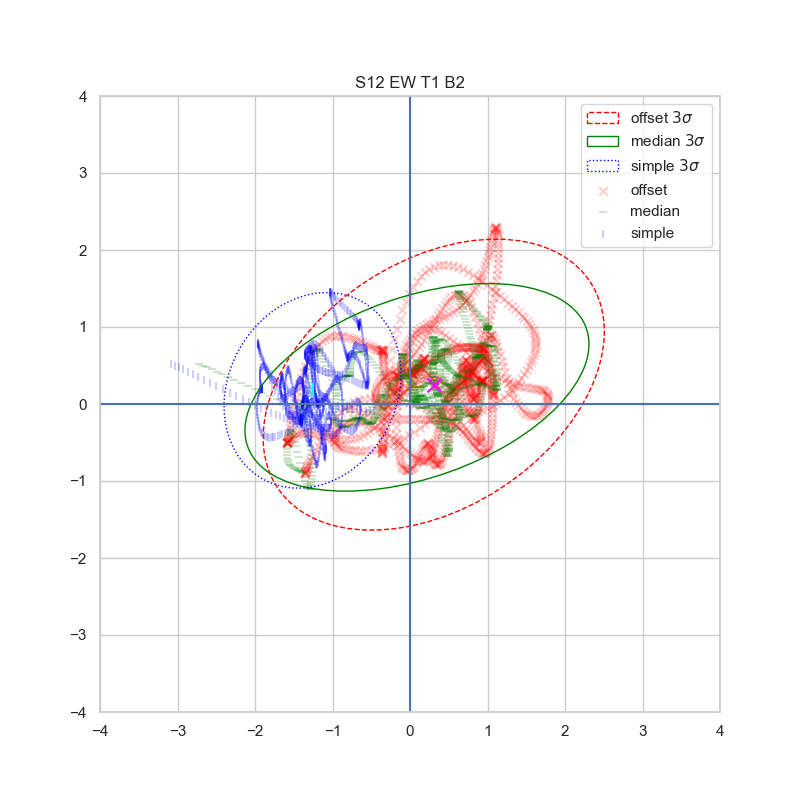 S12 EW T1 B2
offset 3σ
median 3σ
simple 3σ
offset
median
simple
4
3
2
1
0
−1
−2
−3
−4
−4 −3 −2 −1 0 1 2 3 4